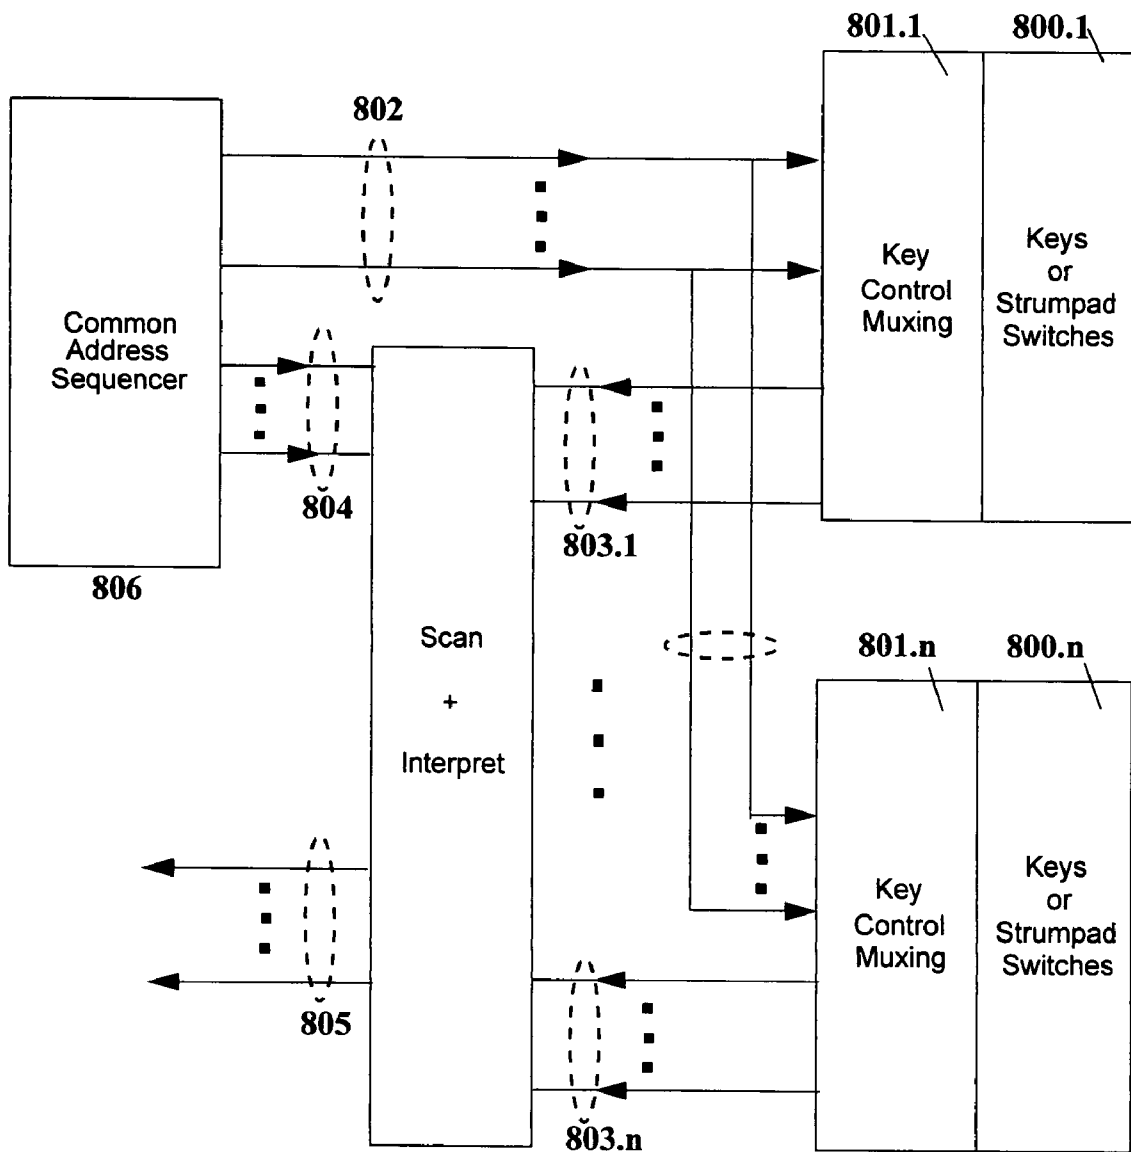 801.1
800.1
802
Key
Control
Muxing
Keys
or
Strumpad
Switches
Common
Address
Sequencer
804
803.1
806
Scan
+
Interpret
801.n
800.n
Key
Control
Muxing
Keys
or
Strumpad
Switches
805
803.n